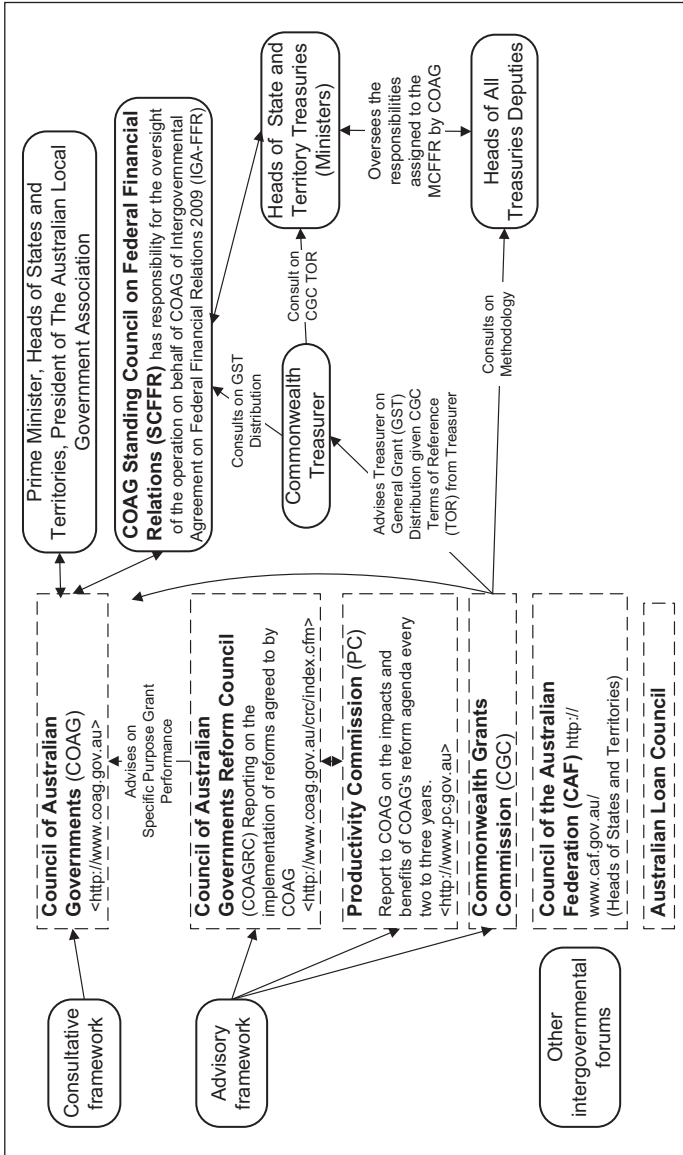 Consultative
framework
Council of Australian
Governments (COAG)
<http://www.coag.gov.au>
Prime Minister, Heads of States and
Territories, President of The Australian Local
Government Association
Advises on
Specific Purpose Grant
Performance
COAG Standing Council on Federal Financial
Relations (SCFFR) has responsibility for the oversight
of the operation on behalf of COAG of Intergovernmental
Agreement on Federal Financial Relations 2009 (IGA-FFR)
Advisory
framework
Council of Australian
Governments Reform Council
(COAGRC) Reporting on the
implementation of reforms agreed to by
COAG
<http://www.coag.gov.au/crc/index.cfm>
Consults on GST
Distribution
Productivity Commission (PC)
Report to COAG on the impacts and
benefits of COAG's reform agenda every
two to three years.
<http://www.pc.gov.au>
Commonwealth
Treasurer
Consult on
CGC TOR
Heads of State and
Territory Treasuries
(Ministers)
Advises Treasurer on
General Grant (GST)
Distribution given CGC
Terms of Reference
(TOR) from Treasurer
Oversees the
responsibilities
assigned to the
MCFFR by COAG
Commonwealth Grants
Commission (CGC)
Consults on
Methodology
Heads of All
Treasuries Deputies
Other
intergovernmental
forums
Council of the Australian
Federation (CAF) http://
www.caf.gov.au/
(Heads of States and Territories)
Australian Loan Council